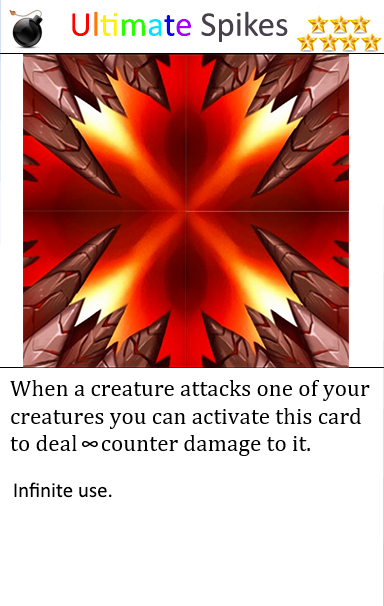 Ultimate Spikes
When a creature attacks one of your
creatures you can activate this card
to deal ∞ counter damage to it.
Infinite use.